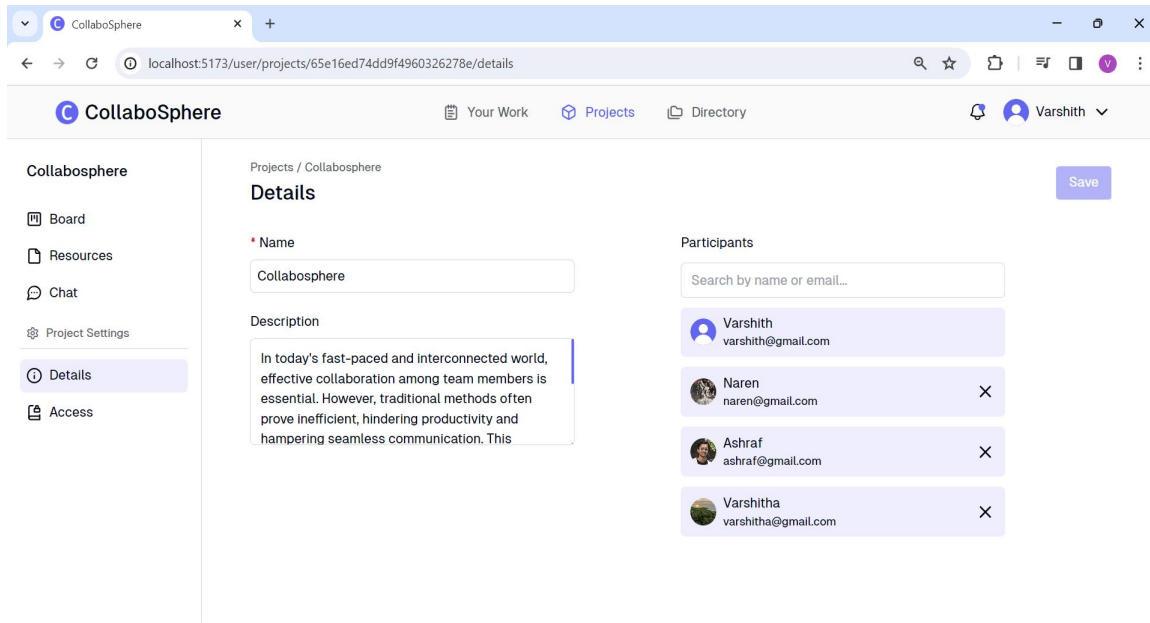 CollaboSphere
localhost:5173/user/projects/65e16ed74dd9f4960326278e/details
V
C CollaboSphere
Your Work
Projects
Directory
Varshith
Collabosphere
Board
Resources
Chat
Project Settings
Details
Access
Projects / Collabosphere
Details
Save
* Name
Collabosphere
Description
In today's fast-paced and interconnected world,
effective collaboration among team members is
essential. However, traditional methods often
prove inefficient, hindering productivity and
hampering seamless communication. This
Participants
Search by name or email...
Varshith
varshith@gmail.com
Naren
naren@gmail.com
Ashraf
ashraf@gmail.com
Varshitha
varshitha@gmail.com